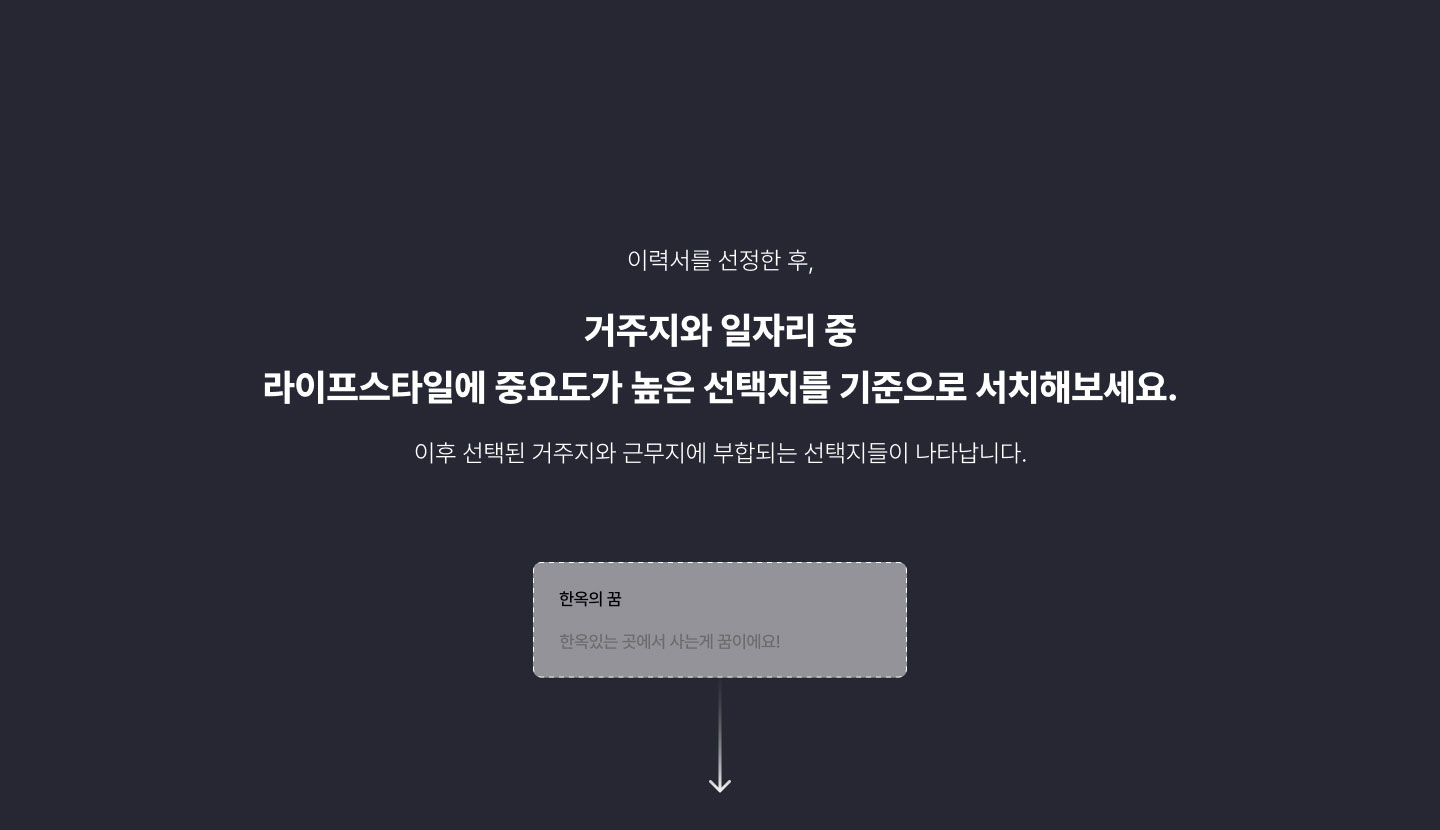 이력서를 선정한 후,
거주지와 일자리 중
라이프스타일에 중요도가 높은 선택지를 기준으로 서치해보세요.
이후 선택된 거주지와 근무지에 부합되는 선택지들이 나타납니다.
한옥의 꿈
한옥있는 곳에서 사는게 꿈이에요!